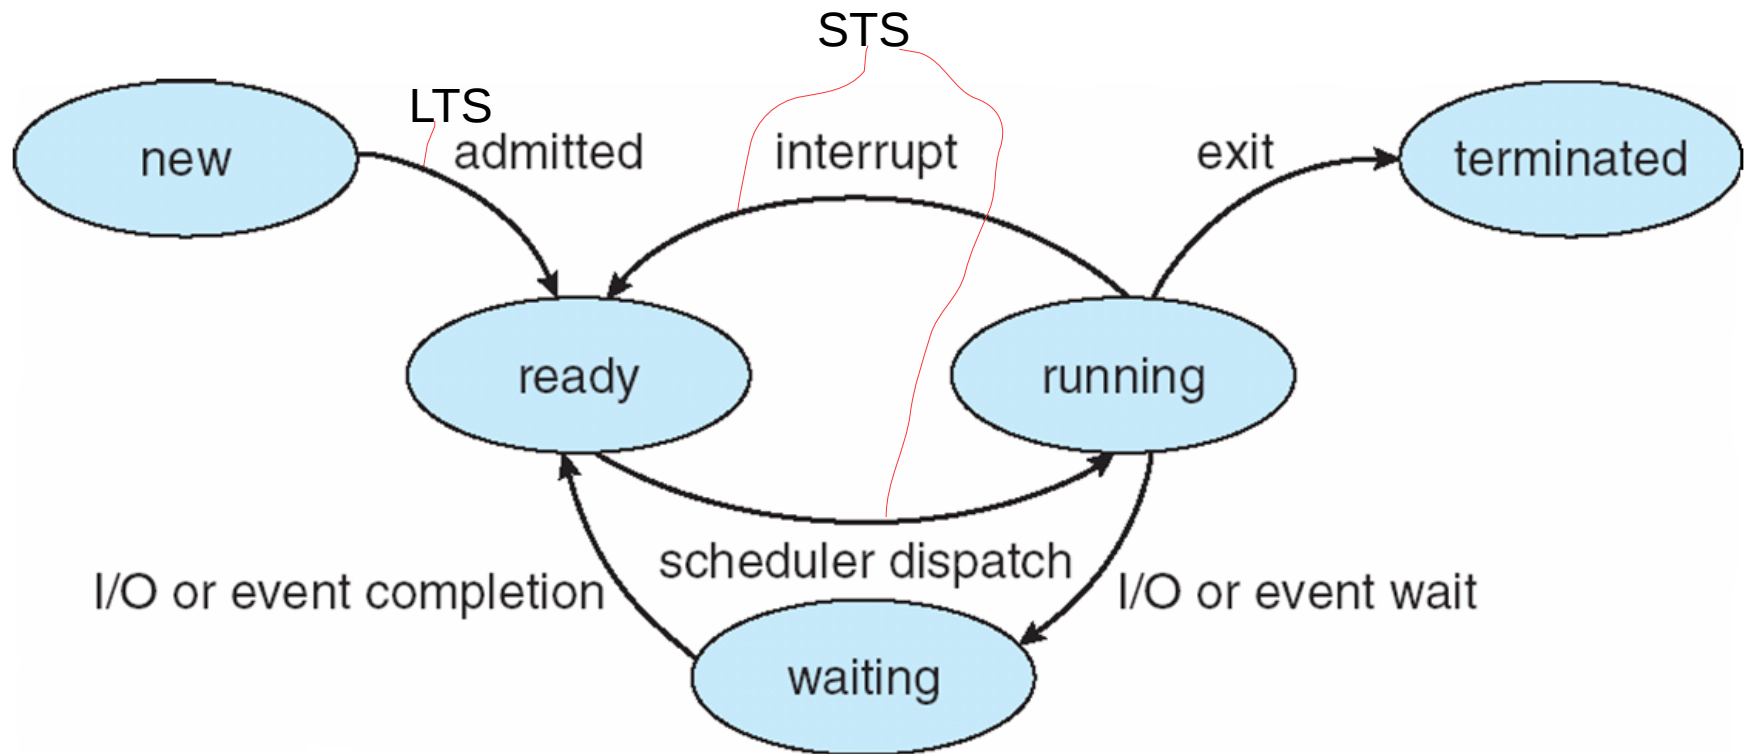 STS
LTS
new
admitted
interrupt
exit
terminated
ready
running
scheduler dispatch
I/O or event completion
I/O or event wait
waiting